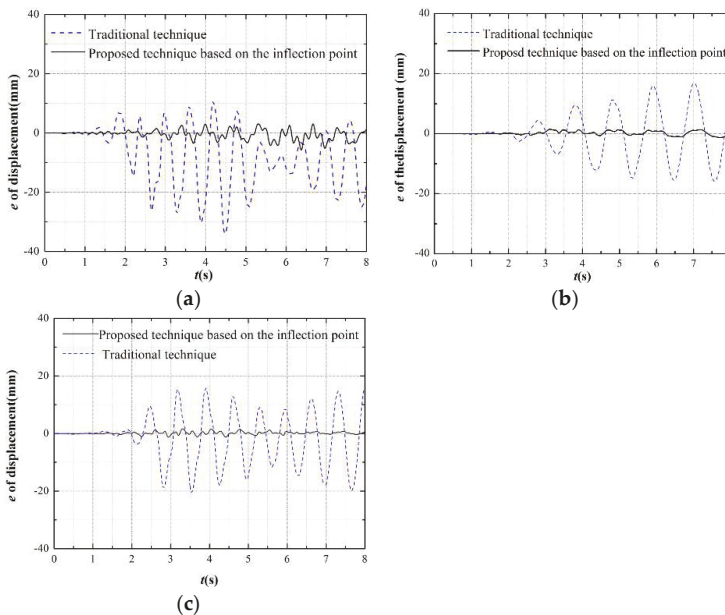 (a)
Traditional technique
Proposed technique based on the inflection point
e of displacement(mm)
40
20
0
-20
-40
0 1 2 3 4 5 6 7 8
t(s)
(a)
Traditional technique
Proposd technique based on the inflection point
e of thedisplacement (mm)
40
20
0
-20
-40
0 1 2 3 4 5 6 7
t(s)
(b)
Proposed technique based on the inflection point
Traditional technique
e of displacement(mm)
40
20
0
-20
-40
0 1 2 3 4 5 6 7 8
t(s)
(c)